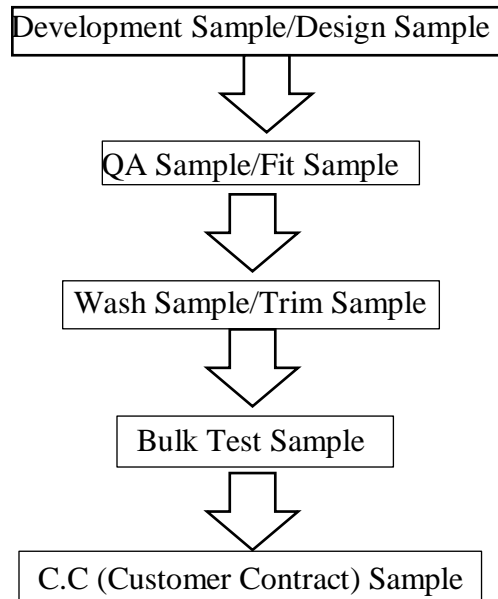 Development Sample/Design Sample
QA Sample/Fit Sample
Wash Sample/Trim Sample
Bulk Test Sample
C.C (Customer Contract) Sample